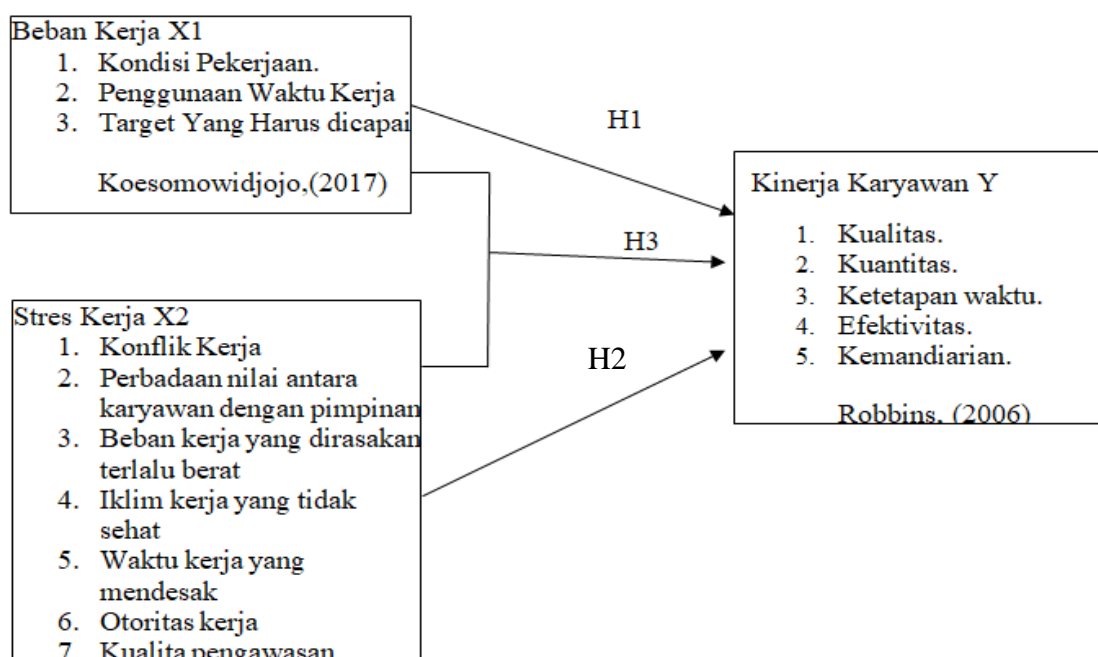 Beban Kerja X1
1. Kondisi Pekerjaan.
2. Penggunaan Waktu Kerja
3. Target Yang Harus dicapai
Koesomowidjojo,(2017)
H1
H3
Kinerja Karyawan Y
1. Kualitas.
2. Kuantitas.
3. Ketetapan waktu.
4. Efektivitas.
5. Kemandiarian.
Robbins, (2006)
Stres Kerja X2
1. Konflik Kerja
2. Perbadaan nilai antara
karyawan dengan pimpinan
3. Beban kerja yang dirasakan
terlalu berat
4. Iklim kerja yang tidak
sehat
5. Waktu kerja yang
mendesak
6. Otoritas kerja
7. Kualita pengawasan
H2